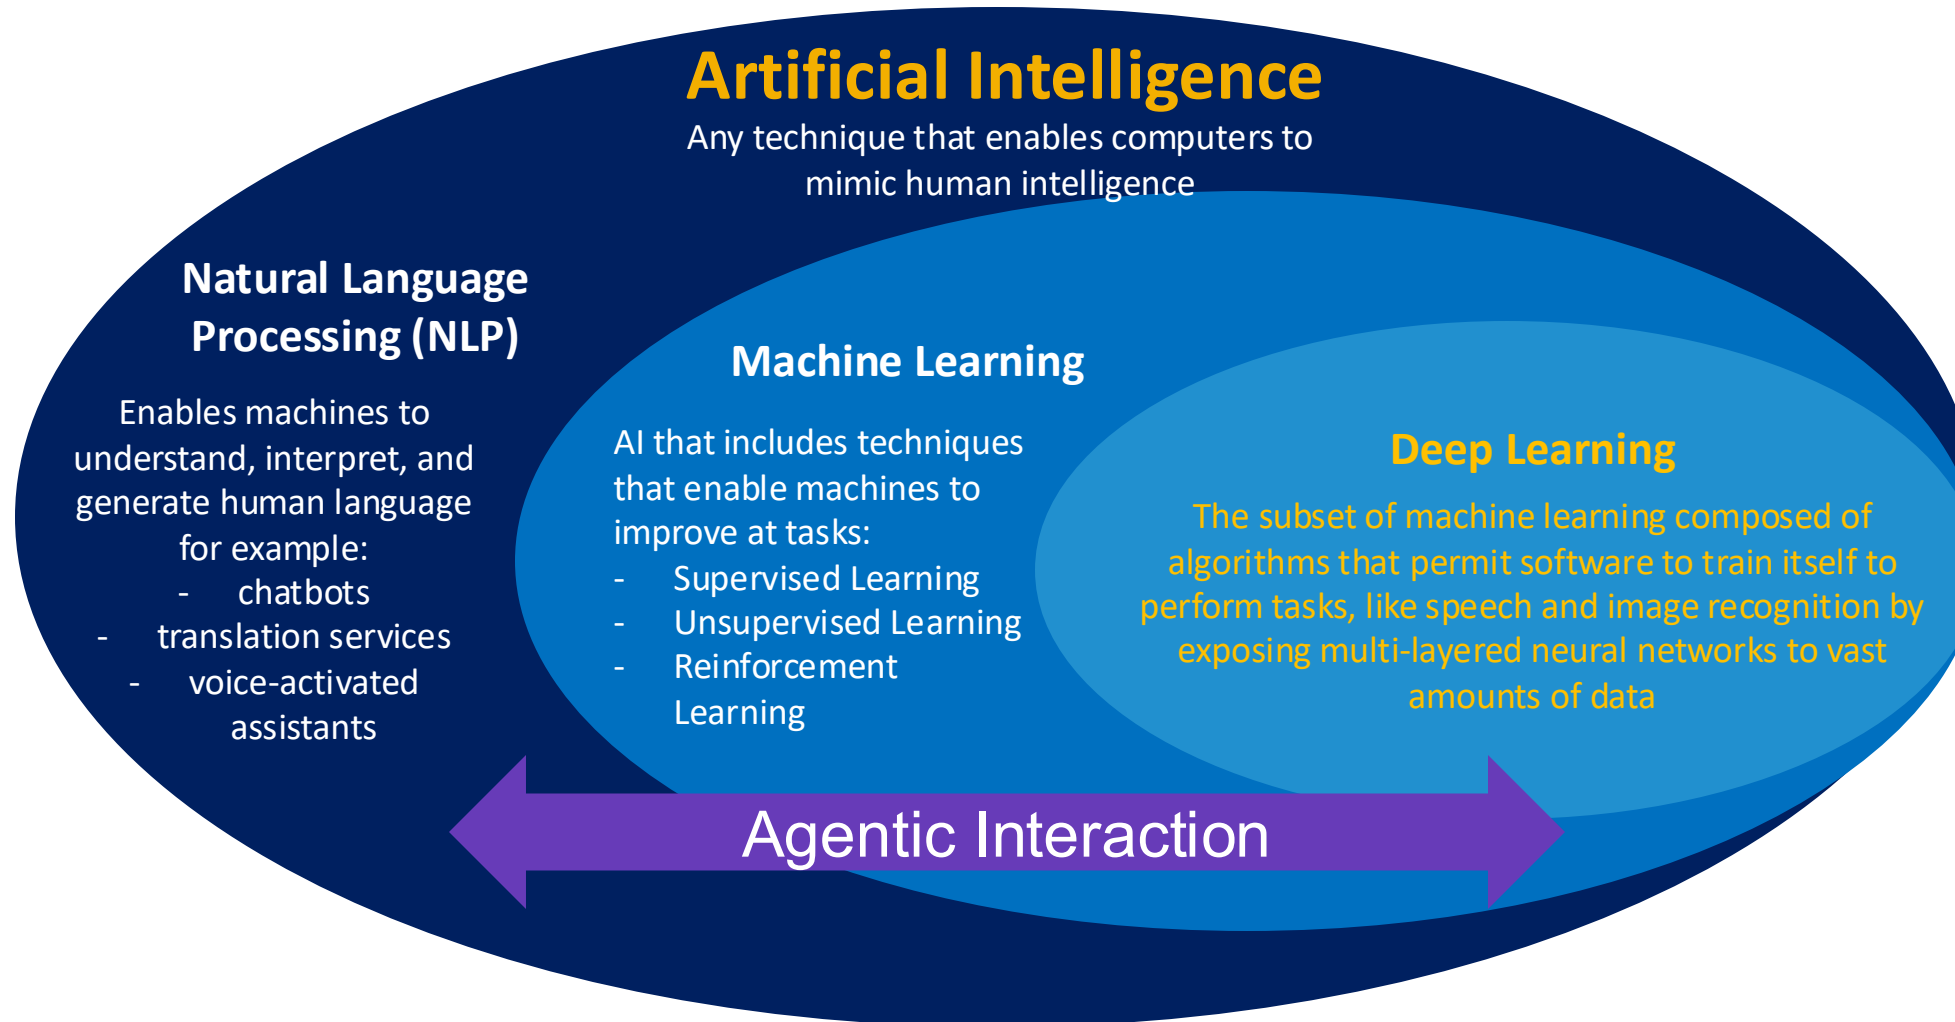 Artificial Intelligence
Any technique that enables computers to
mimic human intelligence
Natural Language
Processing (NLP)
Enables machines to
understand, interpret, and
generate human language
for example:
- chatbots
- translation services
- voice-activated
assistants
Machine Learning
AI that includes techniques
that enable machines to
improve at tasks:
- Supervised Learning
- Unsupervised Learning
- Reinforcement
Learning
Deep Learning
The subset of machine learning composed of
algorithms that permit software to train itself to
perform tasks, like speech and image recognition by
exposing multi-layered neural networks to vast
amounts of data
Agentic Interaction